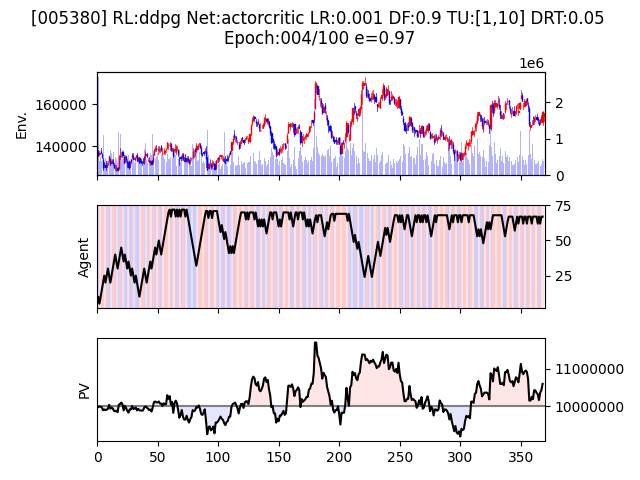 [005380] RL:ddpg Net:actorcritic LR:0.001 DF:0.9 TU:[1,10] DRT:0.05
Epoch:004/100 e=0.97
1e6
Env.
160000
140000
2
1
0
Agent
75
50
25
PV
11000000
10000000
0 50 100 150 200 250 300 350